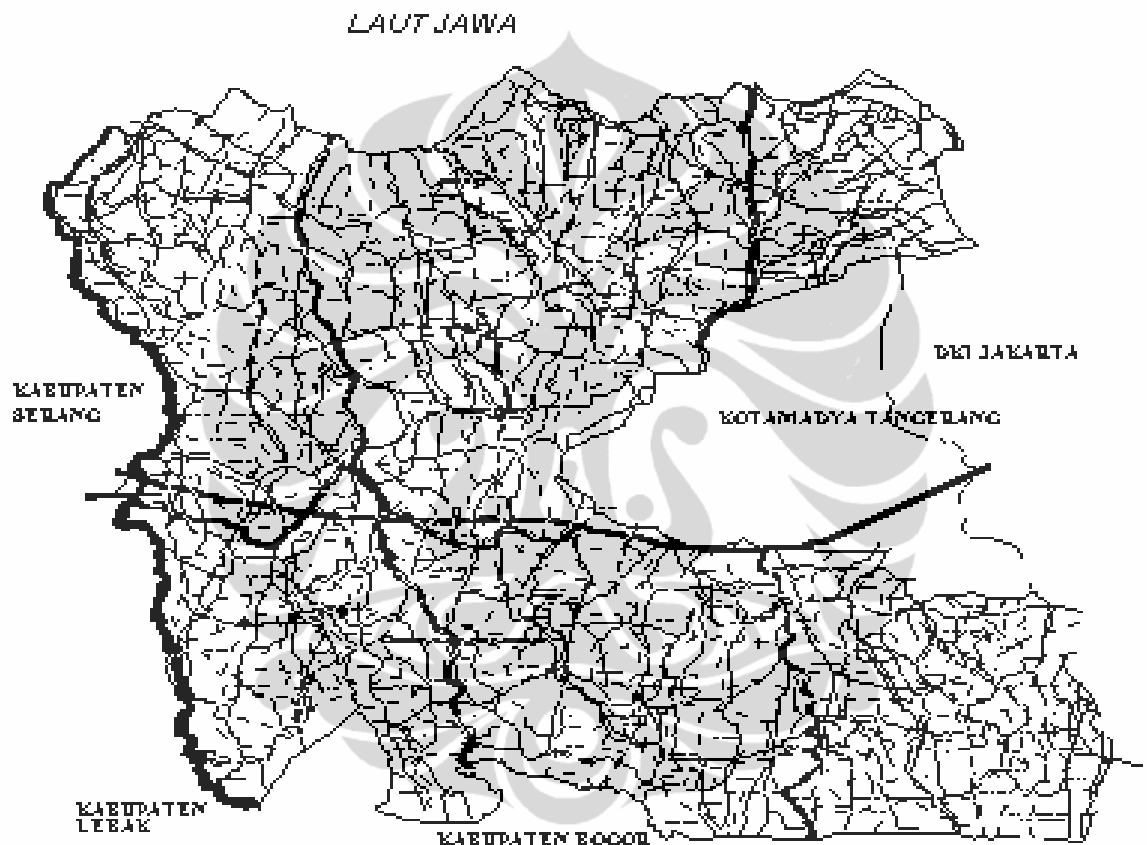 LAUT JAWA
DKI JAKARTA
KABUPATEN
SERANG
KOTAMADYA TANGERANG
KABUPATEN
LEBAK
KABUPATEN BOGOR